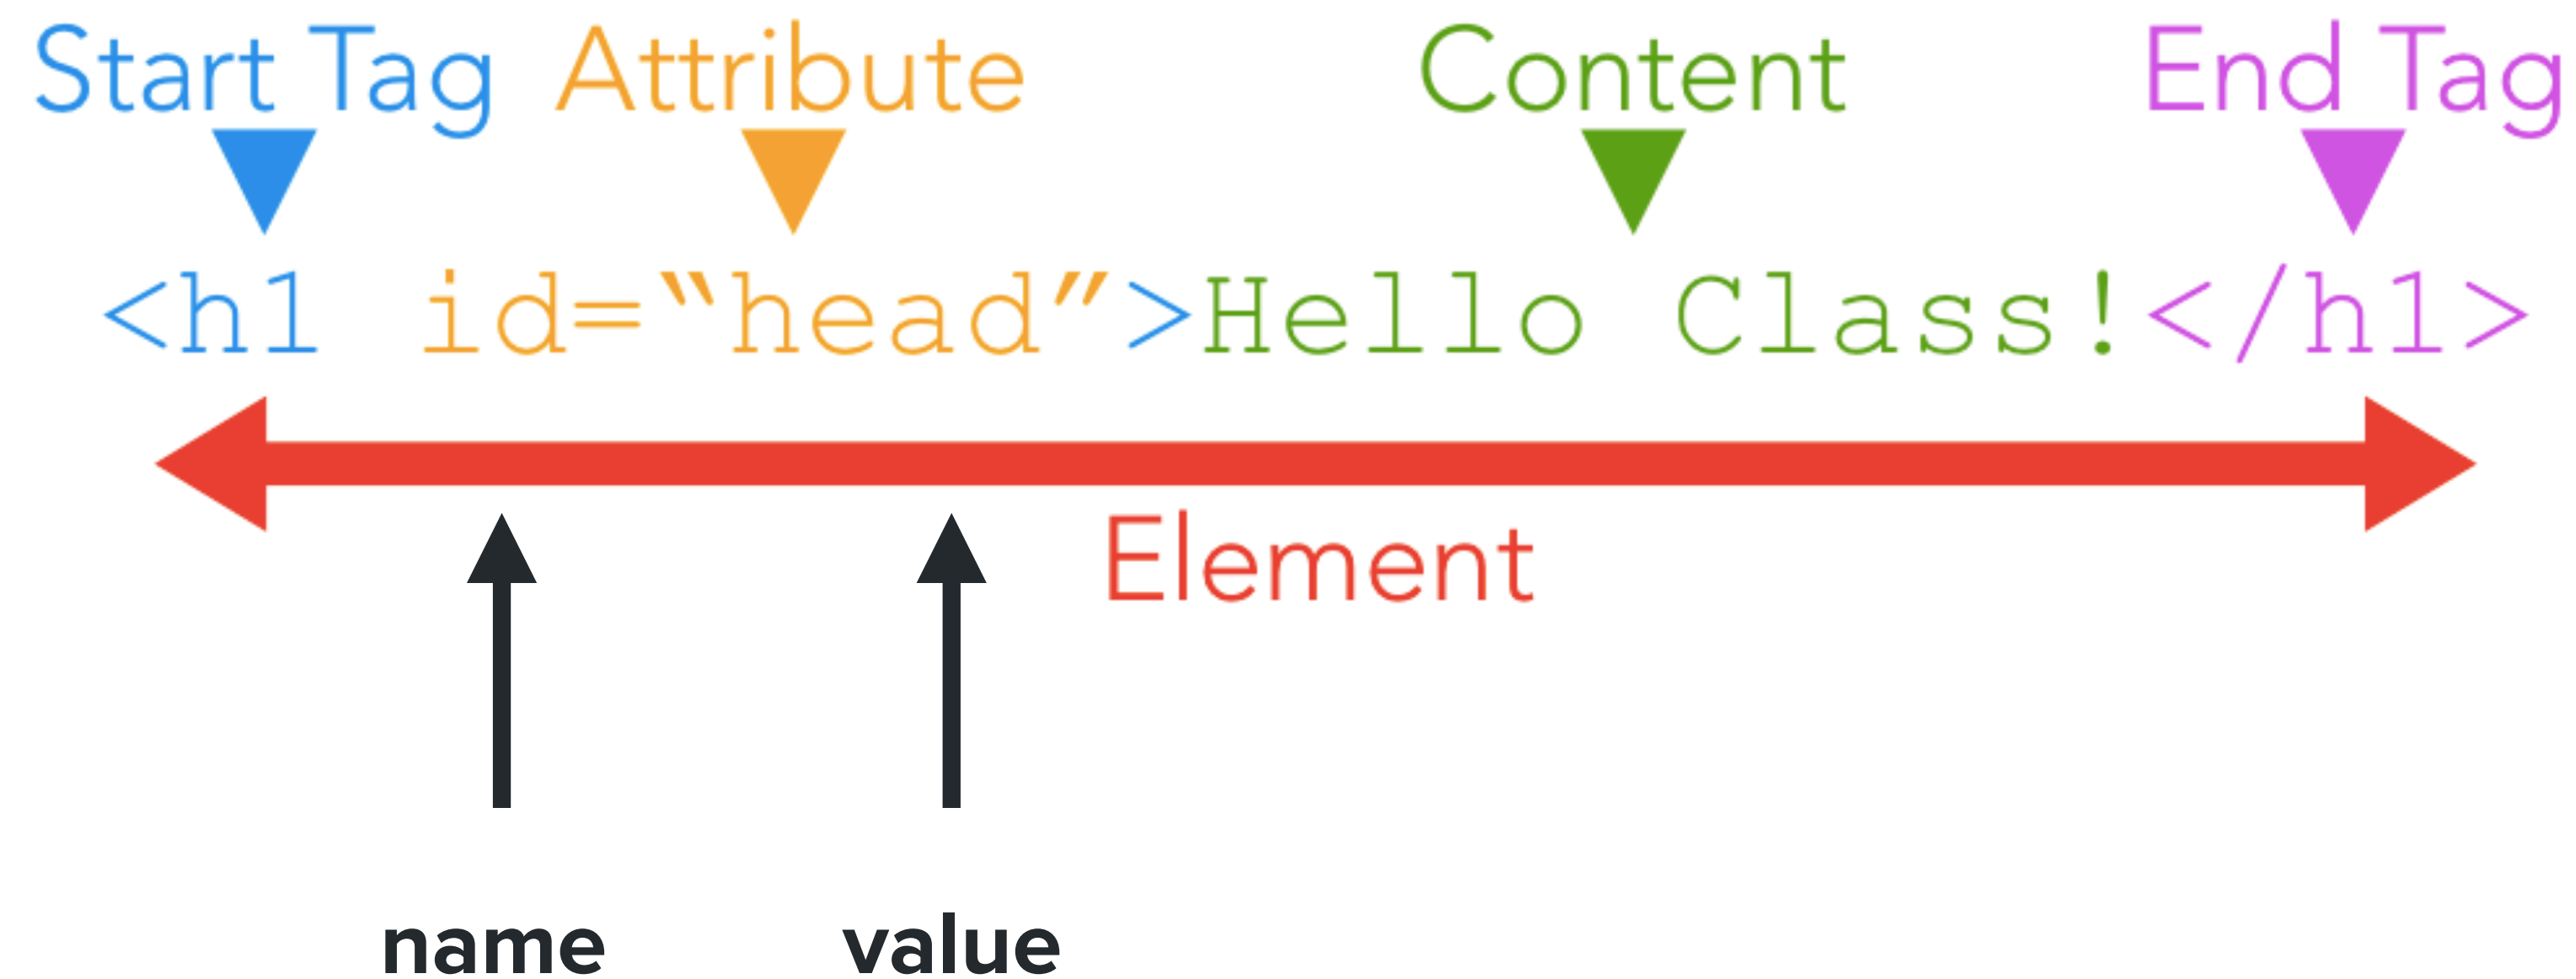 Start Tag Attribute Content End Tag
<h1 id=“head”>Hello Class!</h1>
Element
name value